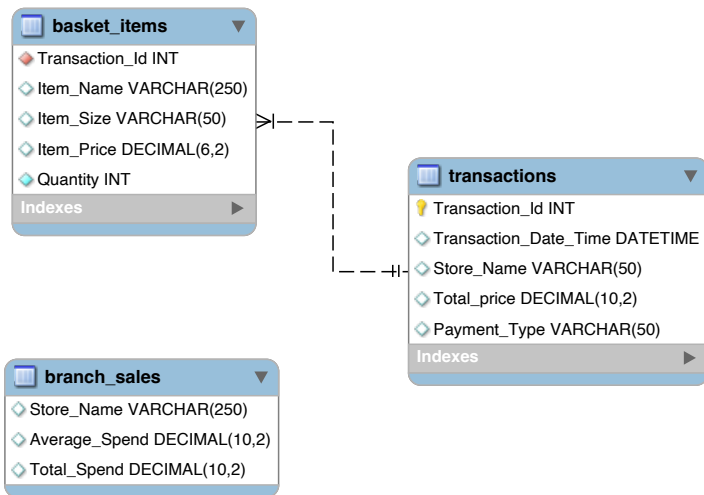 basket_items
Transaction_Id INT
Item_Name VARCHAR(250)
Item_Size VARCHAR(50)
Item_Price DECIMAL(6,2)
Quantity INT
Indexes
transactions
Transaction_Id INT
Transaction_Date_Time DATETIME
Store_Name VARCHAR(50)
Total_price DECIMAL(10,2)
Payment_Type VARCHAR(50)
Indexes
branch_sales
Store_Name VARCHAR(250)
Average_Spend DECIMAL(10,2)
Total_Spend DECIMAL(10,2)